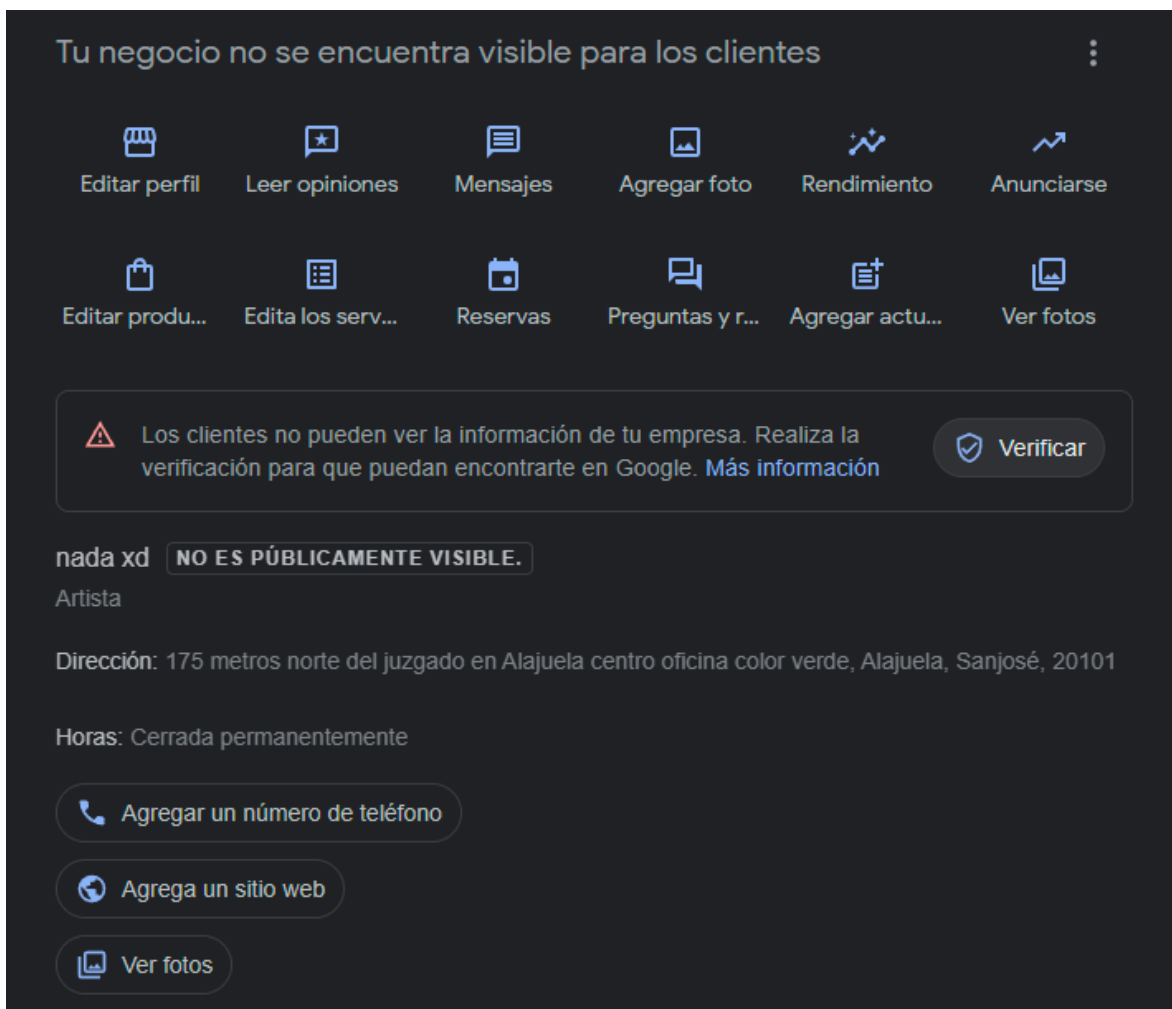 Tu negocio no se encuentra visible para los clientes
Editar perfil
Leer opiniones
Mensajes
Agregar foto
Rendimiento
Anunciarse
Editar produ...
Edita los serv...
Reservas
Preguntas y r...
Agregar actu...
Ver fotos
Los clientes no pueden ver la información de tu empresa. Realiza la
verificación para que puedan encontrarte en Google. Más información
Verificar
nada xd NO ES PÚBLICAMENTE VISIBLE.
Artista
Dirección: 175 metros norte del juzgado en Alajuela centro oficina color verde, Alajuela, Sanjosé, 20101
Horas: Cerrada permanentemente
Agregar un número de teléfono
Agrega un sitio web
Ver fotos